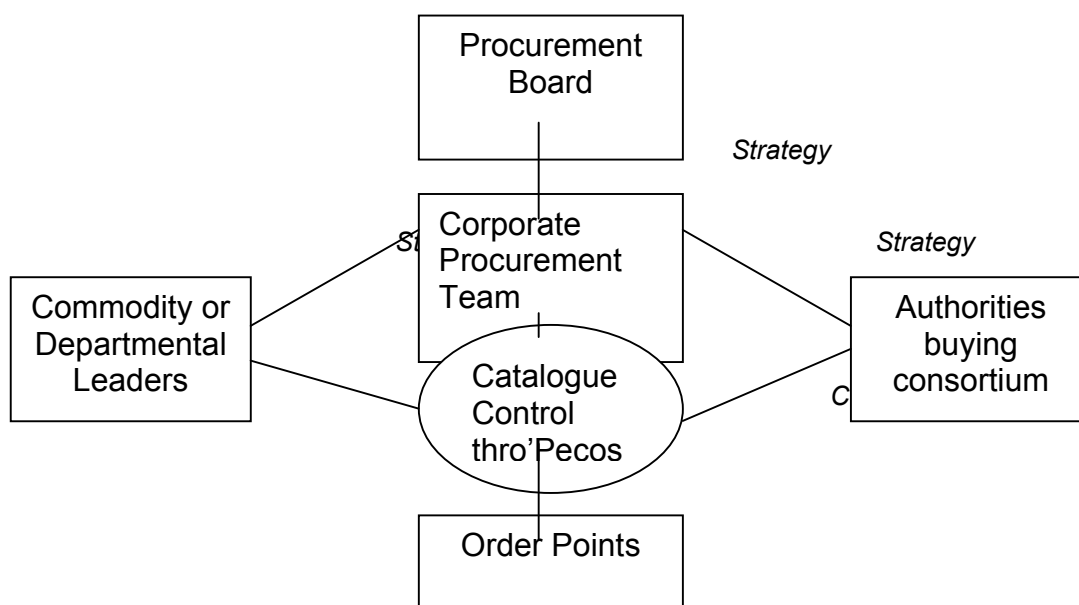 Procurement
Board
Strategy
Corporate
Procurement
Team
Strategy
Commodity or
Departmental
Leaders
Authorities
buying
consortium
Catalogue
Control
thro'Pecos
Order Points